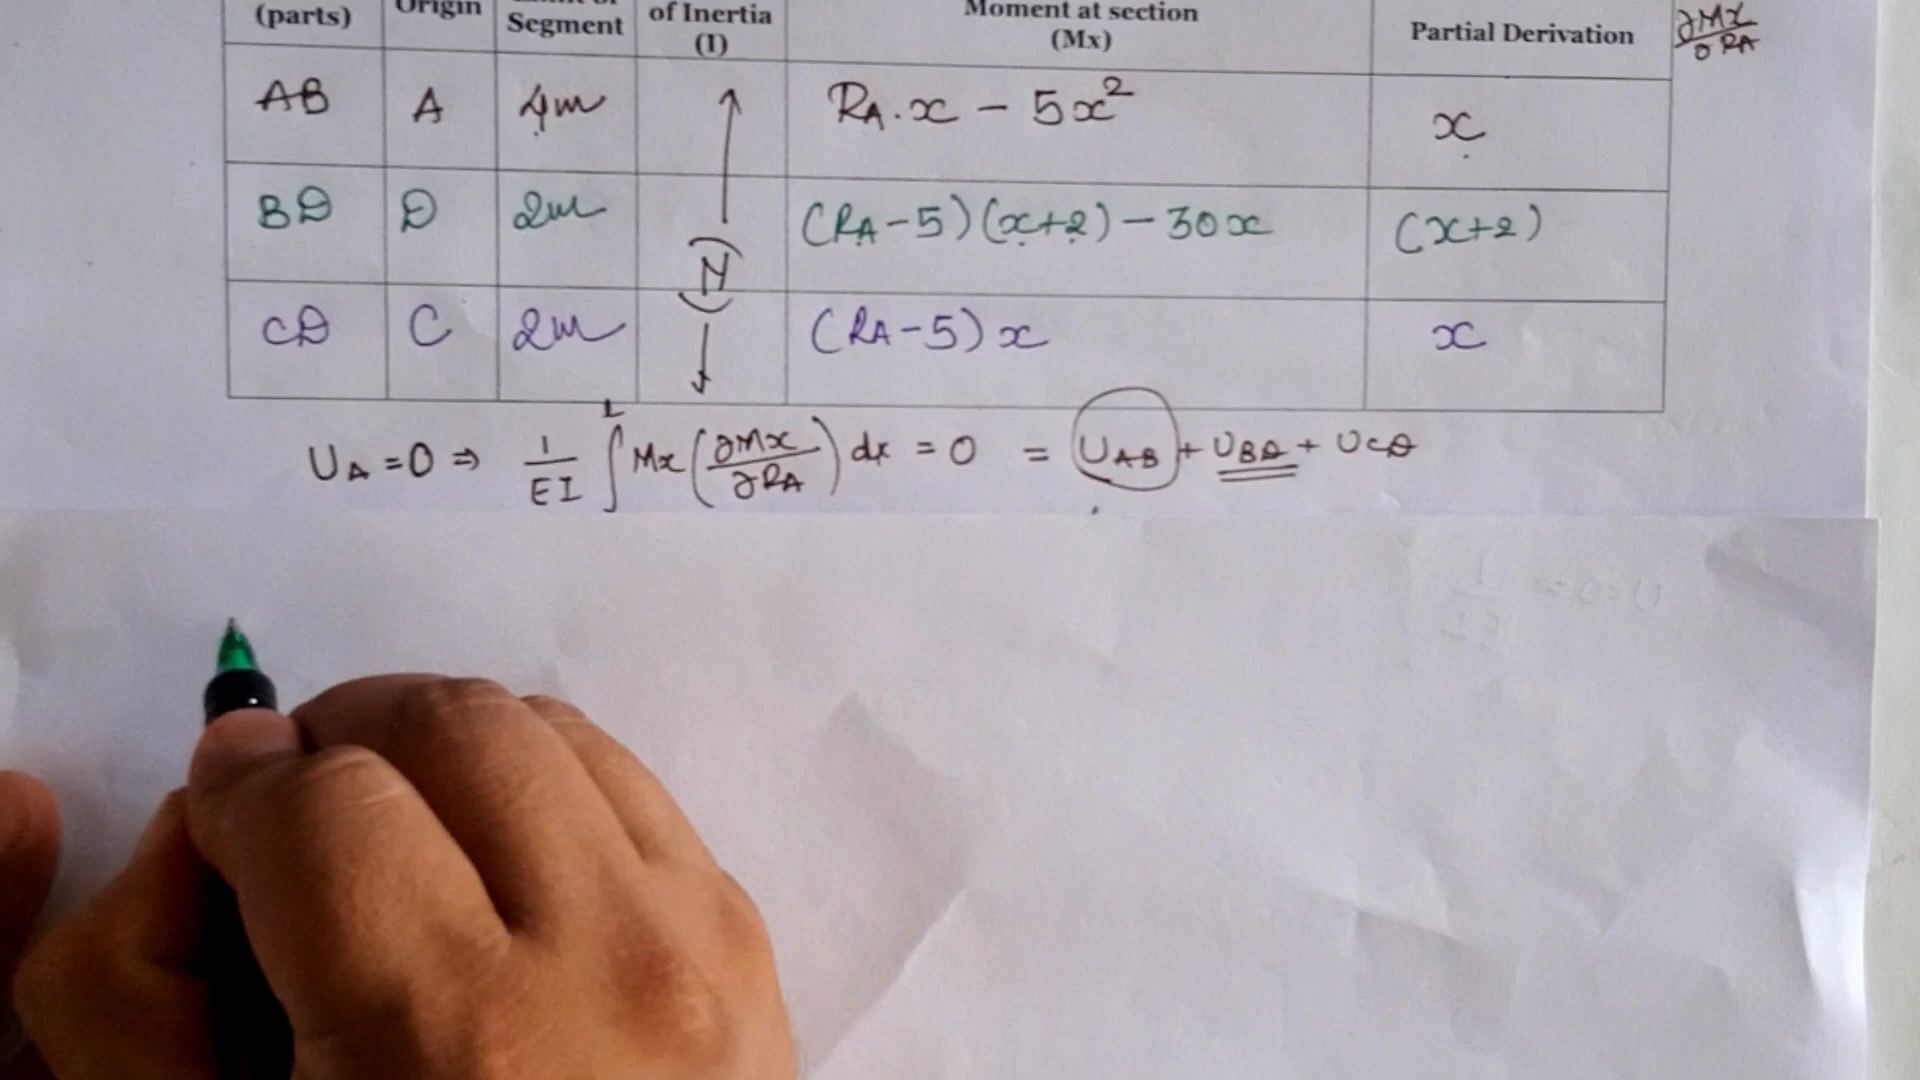 (parts) Origin Segment of Inertia (I) Moment at section (Mx) Partial Derivation ∂Mx/∂RA
AB A 4m RA.x - 5x² x
BD D 2m (RA-5)(x+2) - 30x (x+2)
CD C 2m (RA-5)x x
UA = 0 ⇒ 1/EI ∫ᴸ Mx (∂Mx/∂RA) dx = 0 = UAB + UBD + UCD